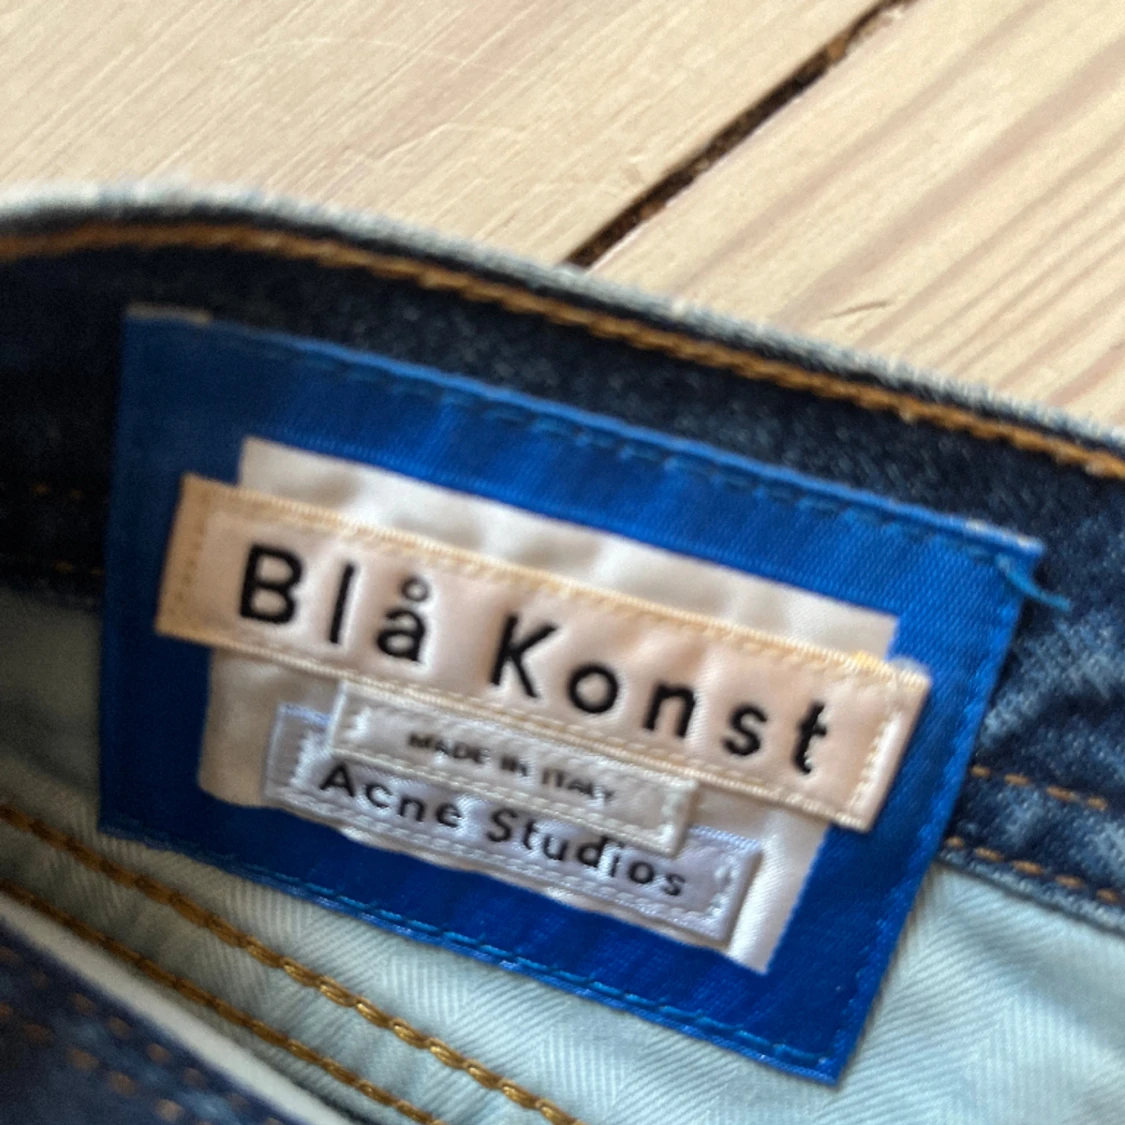 Blå Konst
MADE IN ITALY
Acne Studios